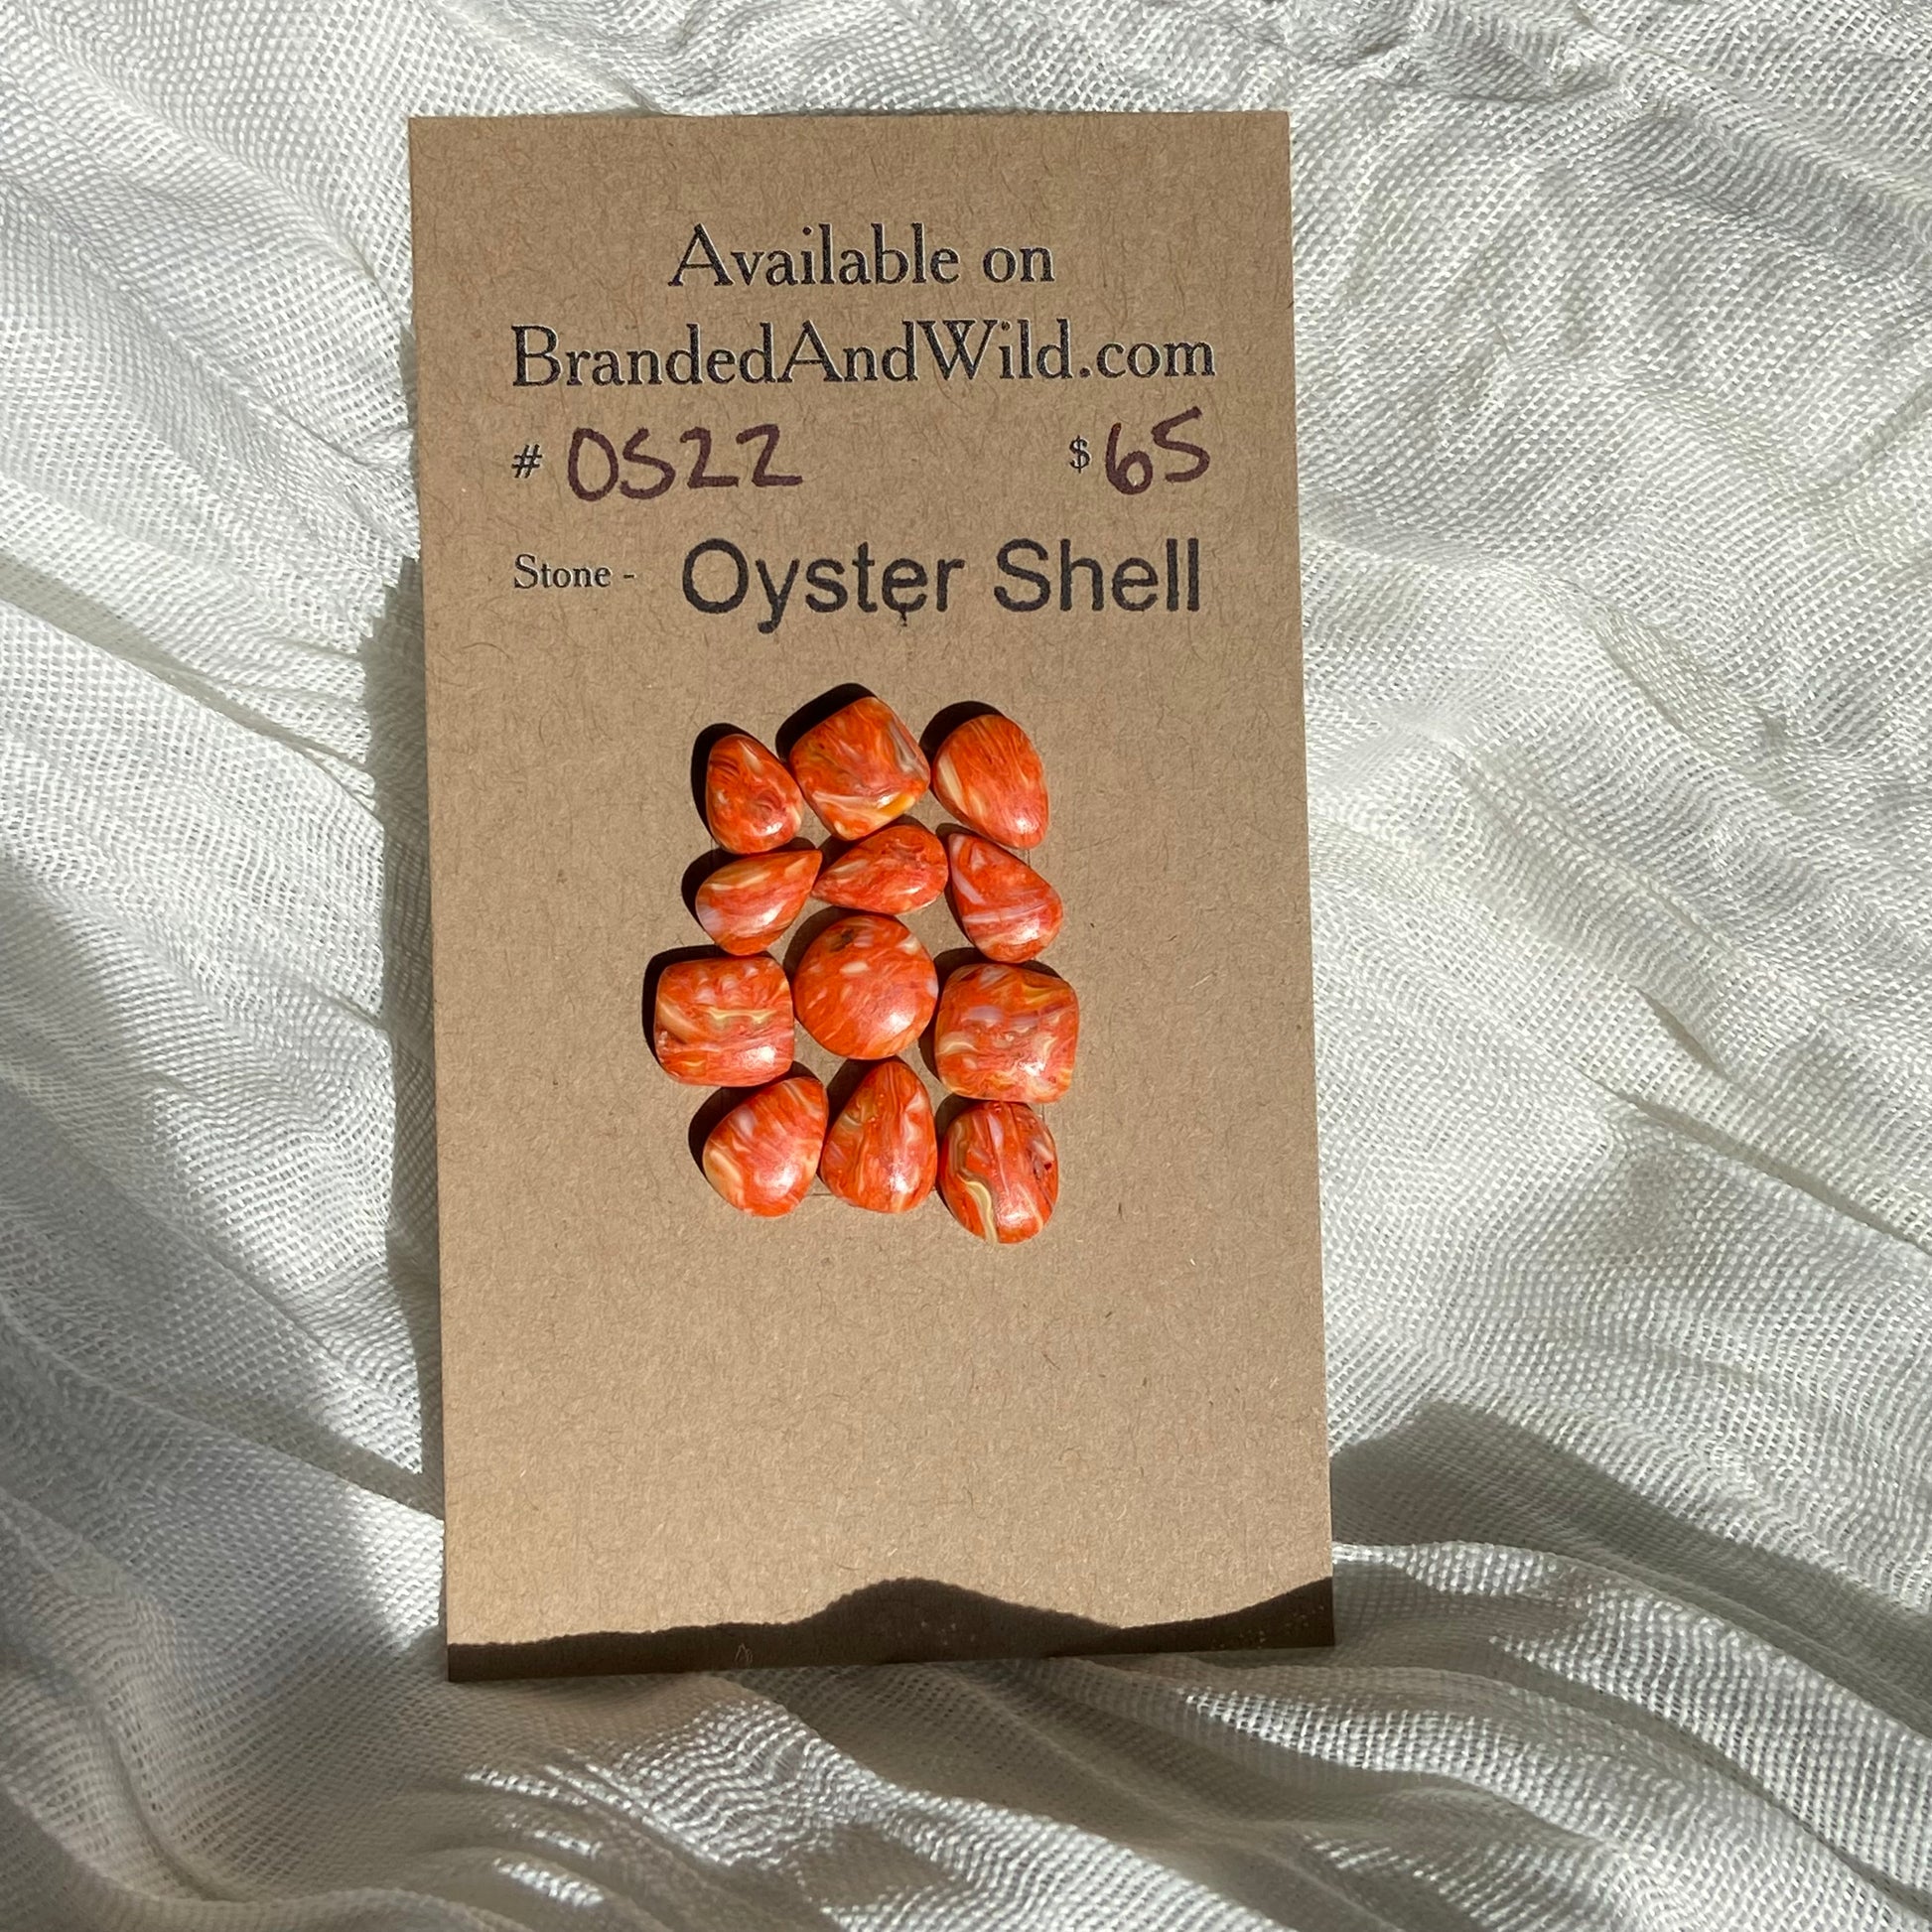 Available on
BrandedAndWild.com
# OS22 $65
Stone - Oyster Shell